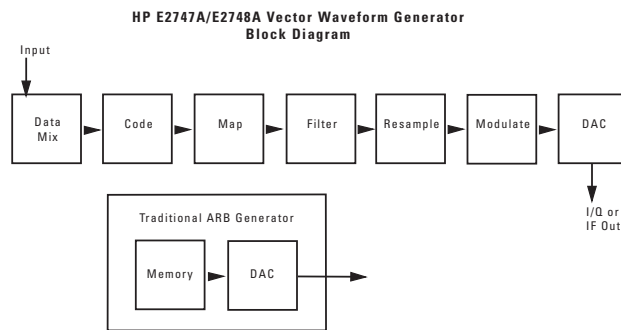 HP E2747A/E2748A Vector Waveform Generator
Block Diagram
Input
Data
Mix
Code
Map
Filter
Resample
Modulate
DAC
I/Q or
IF Out
Traditional ARB Generator
Memory
DAC